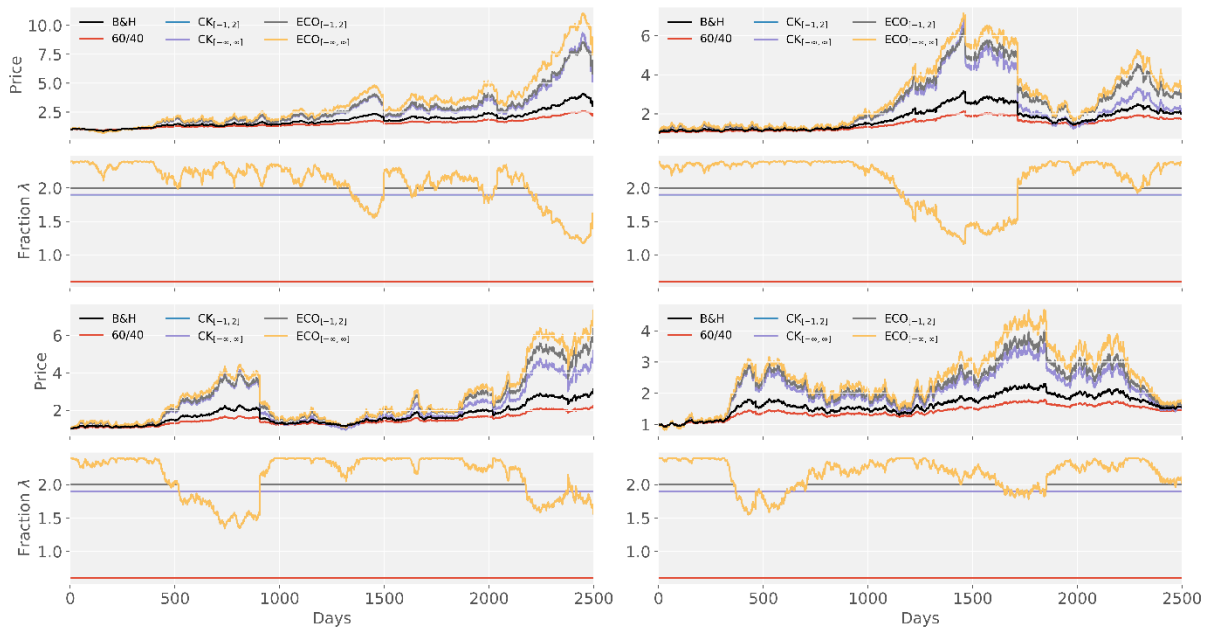 B&H CK[−1,2] ECO[−1,2]
60/40 CK[−∞,∞] ECO[−∞,∞]
Price
10.0
7.5
5.0
2.5
B&H CK[−1,2] ECO[−1,2]
60/40 CK[−∞,∞] ECO[−∞,∞]
6
4
2
Fraction λ
2.0
1.5
1.0
2.0
1.5
1.0
B&H CK[−1,2] ECO[−1,2]
60/40 CK[−∞,∞] ECO[−∞,∞]
Price
6
4
2
B&H CK[−1,2] ECO[−1,2]
60/40 CK[−∞,∞] ECO[−∞,∞]
4
3
2
1
Fraction λ
2.0
1.5
1.0
0 500 1000 1500 2000 2500
Days
2.0
1.5
1.0
0 500 1000 1500 2000 2500
Days